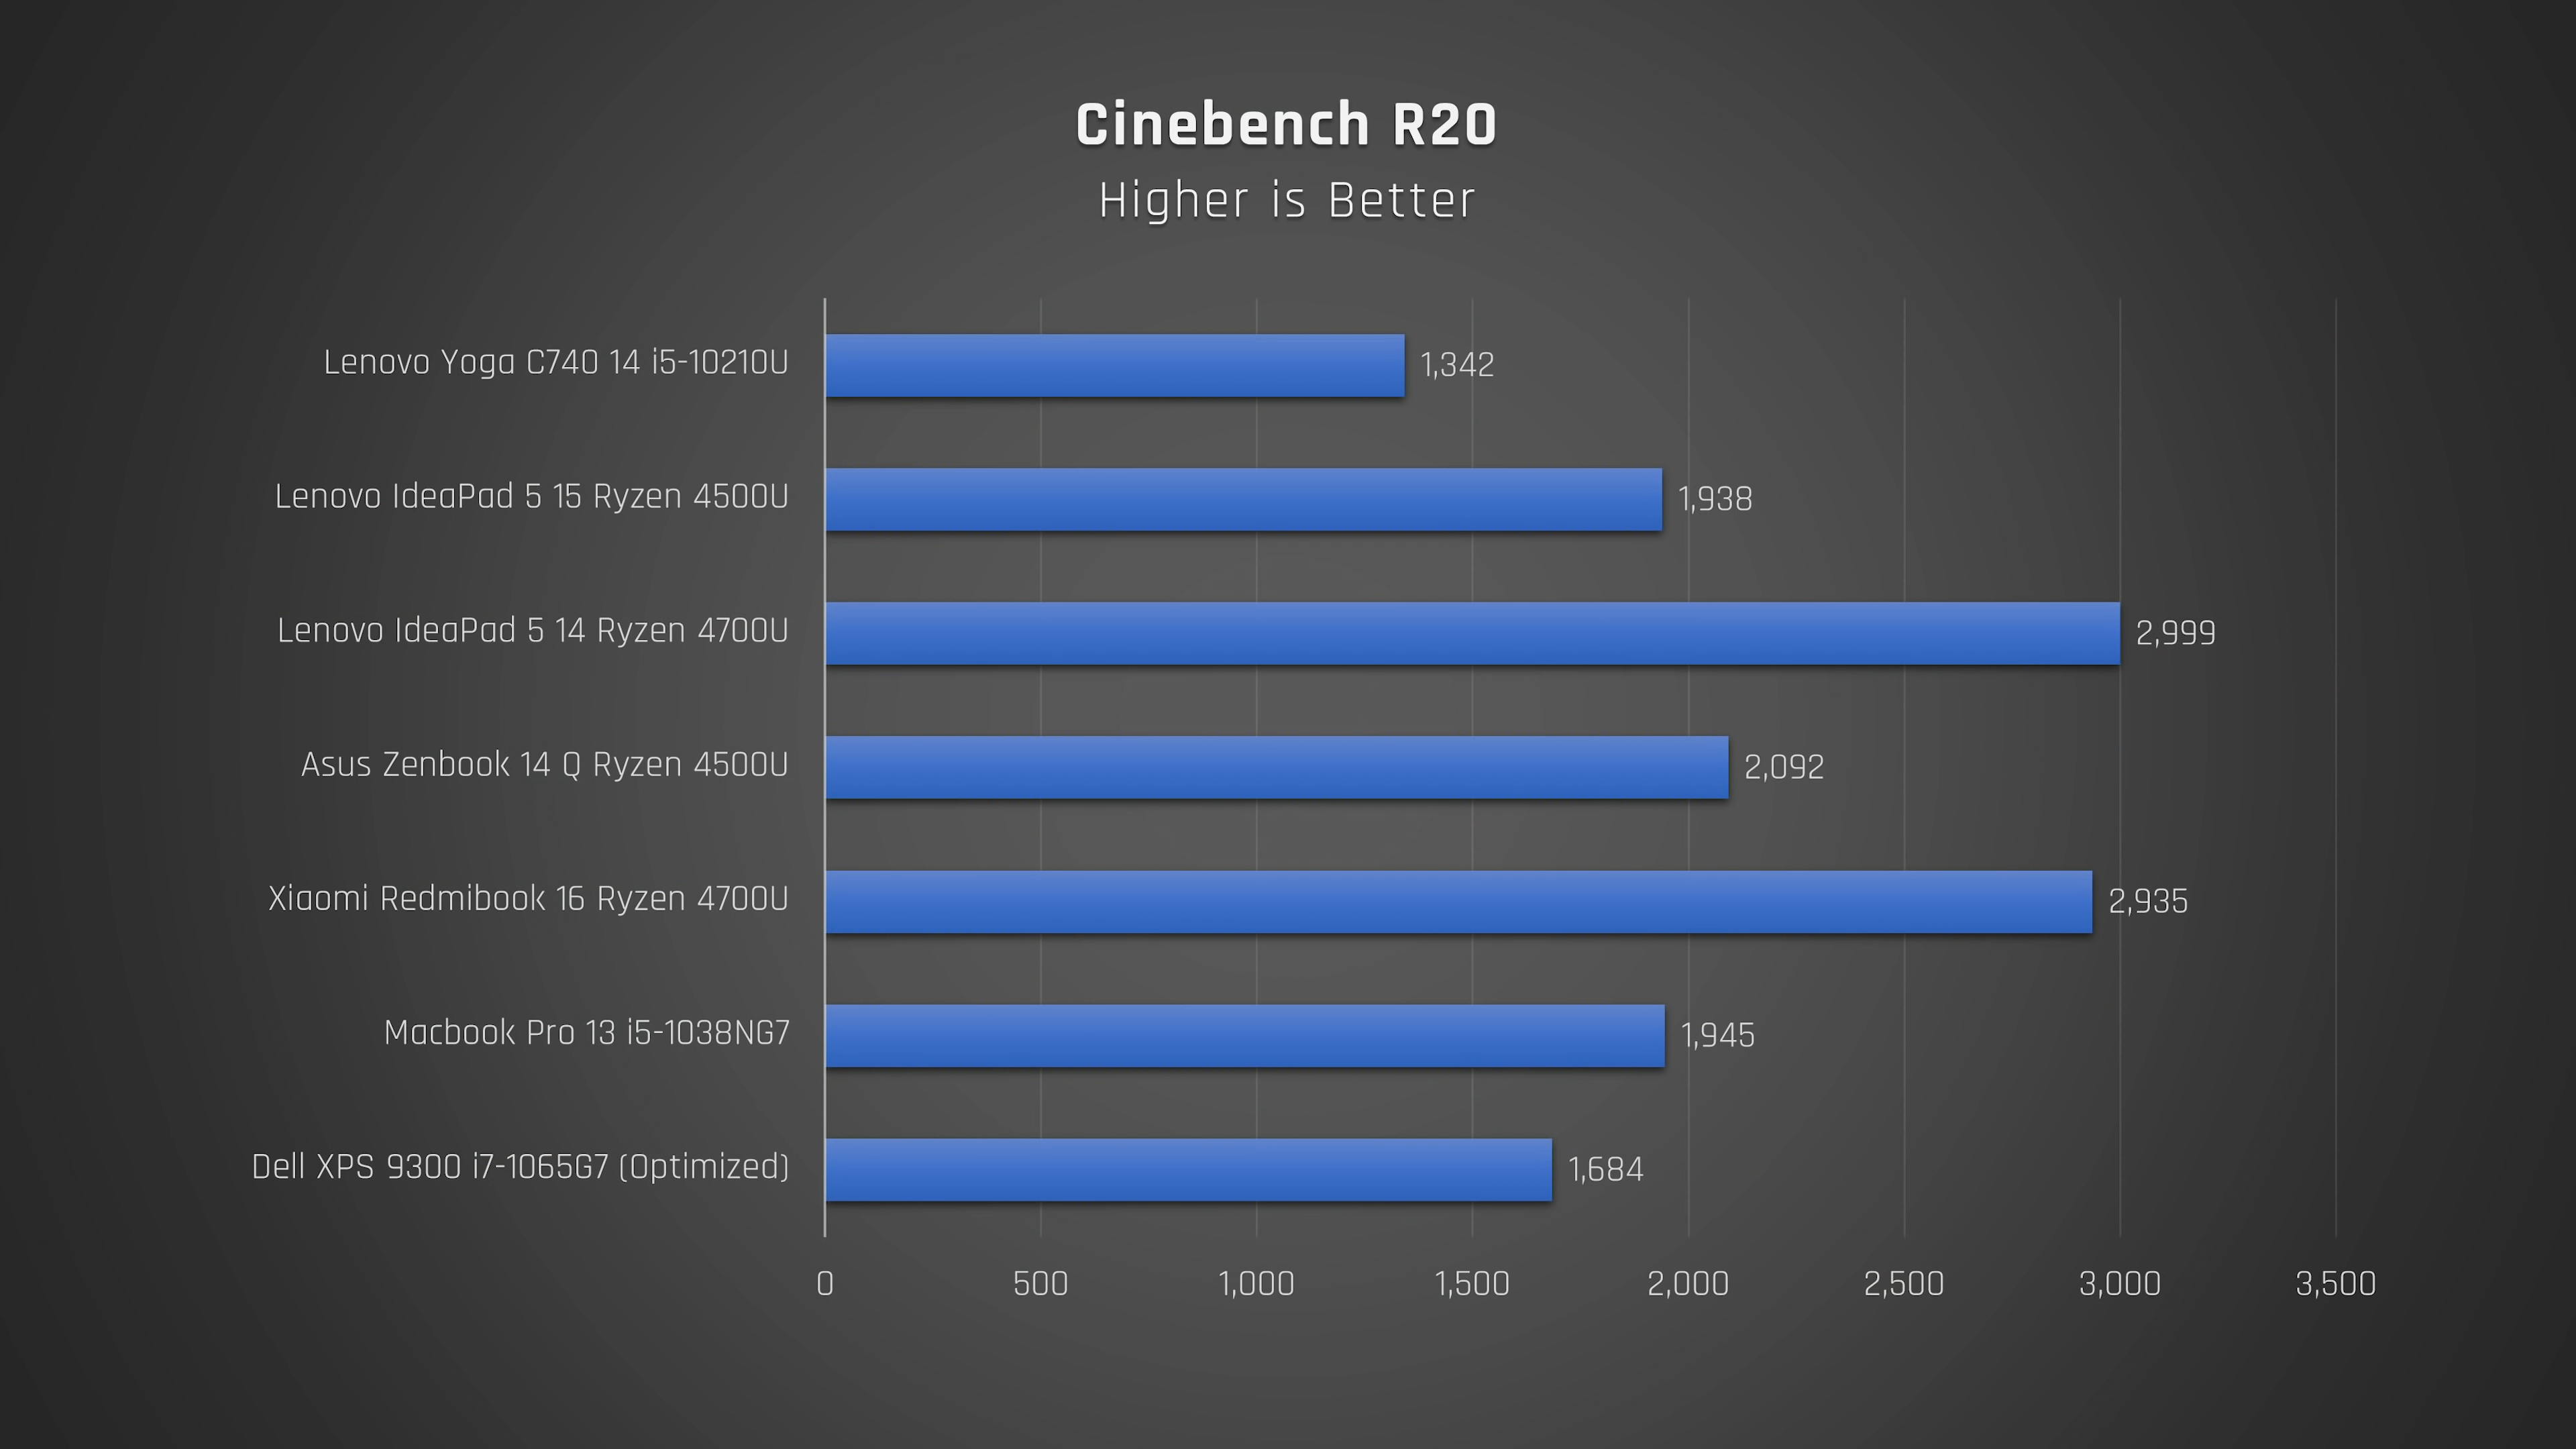 Cinebench R20
Higher is Better
Lenovo Yoga C740 14 i5-10210U 1,342
Lenovo IdeaPad 5 15 Ryzen 4500U 1,938
Lenovo IdeaPad 5 14 Ryzen 4700U 2,999
Asus Zenbook 14 Q Ryzen 4500U 2,092
Xiaomi Redmibook 16 Ryzen 4700U 2,935
Macbook Pro 13 i5-1038NG7 1,945
Dell XPS 9300 i7-1065G7 (Optimized) 1,684
0 500 1,000 1,500 2,000 2,500 3,000 3,500